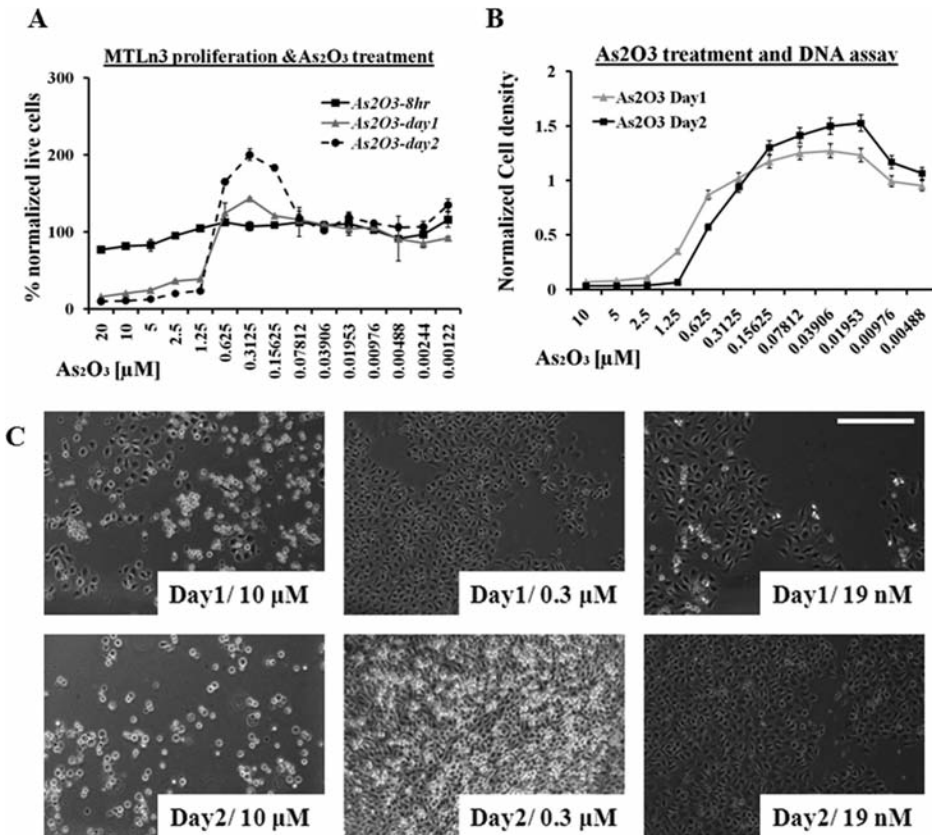 A
MTLn3 proliferation &As₂O₃ treatment
% normalized live cells
300
200
100
0
As2O3-8hr
As2O3-day1
As2O3-day2
20
10
5
2.5
1.25
0.625
0.3125
0.15625
0.07812
0.03906
0.01953
0.00976
0.00488
0.00244
0.00122
As₂O₃ [µM]
B
As2O3 treatment and DNA assay
Normalized Cell density
2
1.5
1
0.5
0
As2O3 Day1
As2O3 Day2
10
5
2.5
1.25
0.625
0.3125
0.15625
0.07812
0.03906
0.01953
0.00976
0.00488
As₂O₃ [µM]
C
Day1/ 10 µM
Day1/ 0.3 µM
Day1/ 19 nM
Day2/ 10 µM
Day2/ 0.3 µM
Day2/ 19 nM